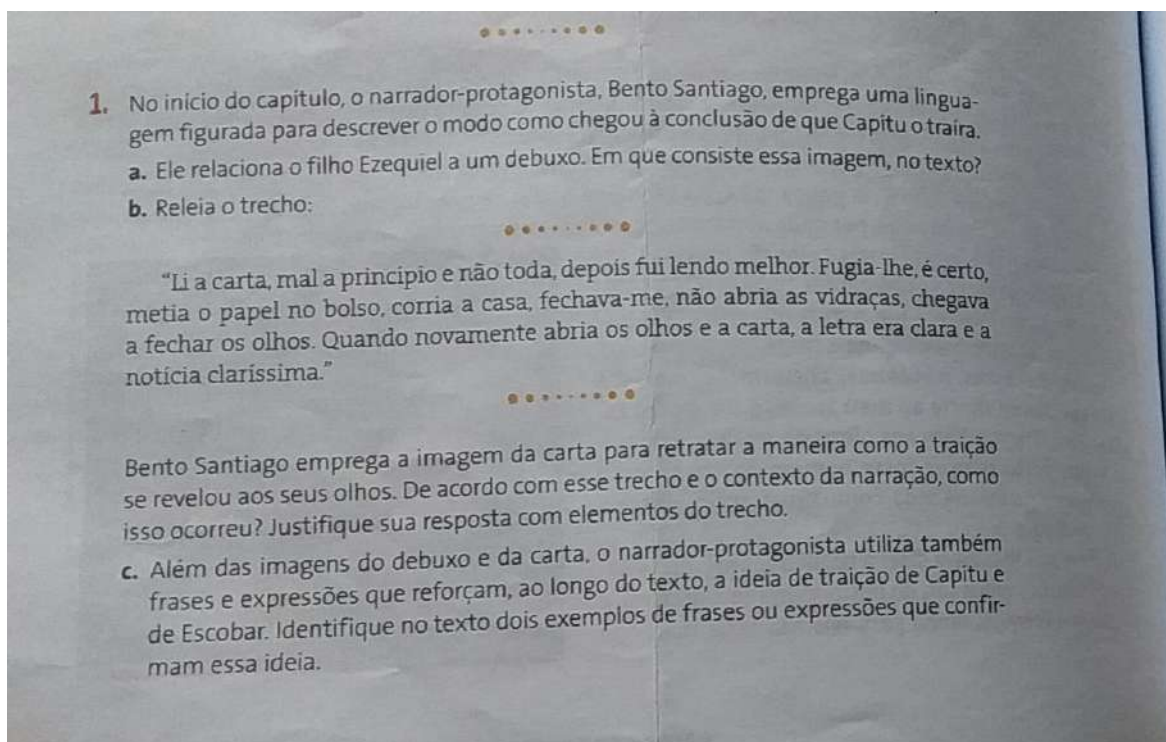 1. No início do capítulo, o narrador-protagonista, Bento Santiago, emprega uma lingua-
gem figurada para descrever o modo como chegou à conclusão de que Capitu o traíra.
a. Ele relaciona o filho Ezequiel a um debuxo. Em que consiste essa imagem, no texto?
b. Releia o trecho:
“Li a carta, mal a princípio e não toda, depois fui lendo melhor. Fugia-lhe, é certo,
metia o papel no bolso, corria a casa, fechava-me, não abria as vidraças, chegava
a fechar os olhos. Quando novamente abria os olhos e a carta, a letra era clara e a
notícia claríssima.”
Bento Santiago emprega a imagem da carta para retratar a maneira como a traição
se revelou aos seus olhos. De acordo com esse trecho e o contexto da narração, como
isso ocorreu? Justifique sua resposta com elementos do trecho.
c. Além das imagens do debuxo e da carta, o narrador-protagonista utiliza também
frases e expressões que reforçam, ao longo do texto, a ideia de traição de Capitu e
de Escobar. Identifique no texto dois exemplos de frases ou expressões que confir-
mam essa ideia.